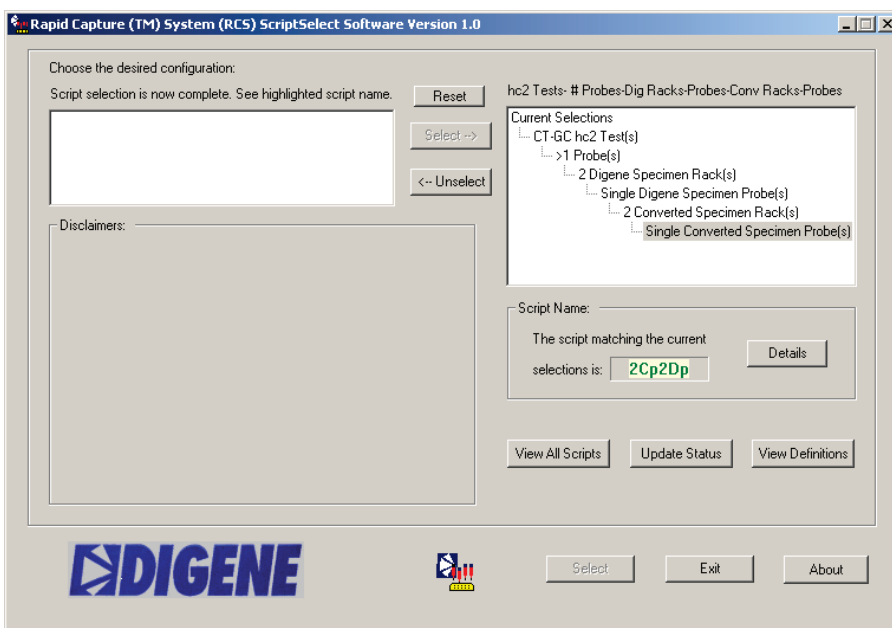 Rapid Capture (TM) System (RCS) ScriptSelect Software Version 1.0
Choose the desired configuration:
Script selection is now complete. See highlighted script name.
Reset
Select -->
<-- Unselect
hc2 Tests- # Probes-Dig Racks-Probes-Conv Racks-Probes
Current Selections
CT-GC hc2 Test(s)
>1 Probe(s)
2 Digene Specimen Rack(s)
Single Digene Specimen Probe(s)
2 Converted Specimen Rack(s)
Single Converted Specimen Probe(s)
Disclaimers:
Script Name:
The script matching the current
selections is: 2Cp2Dp
Details
View All Scripts
Update Status
View Definitions
DIGENE
Select
Exit
About